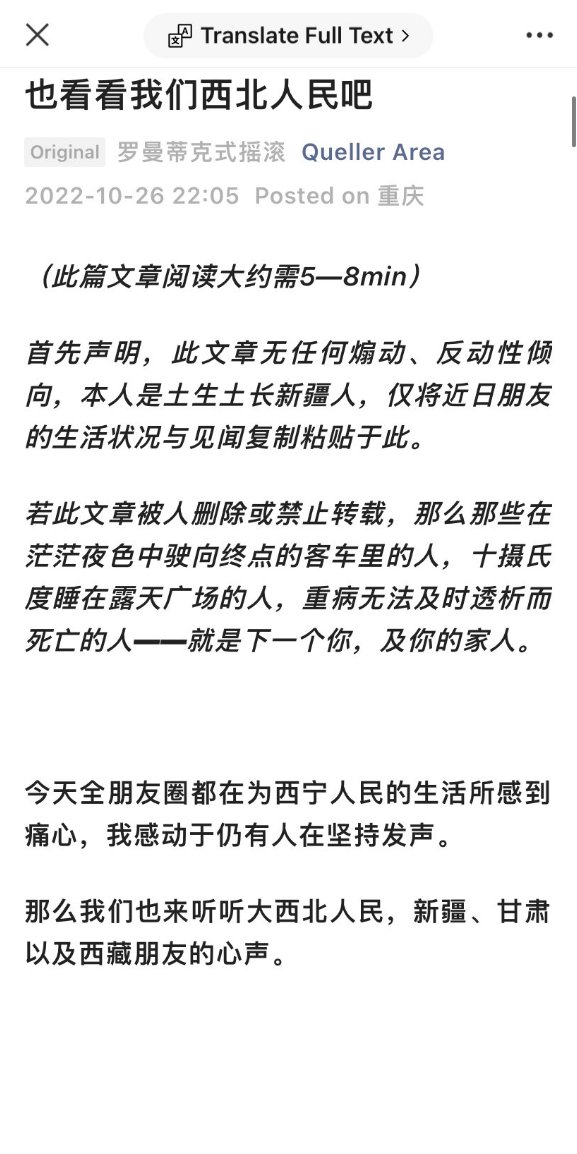 Translate Full Text
也看看我们西北人民吧
Original 罗曼蒂克式摇滚 Queller Area
2022-10-26 22:05 Posted on 重庆
（此篇文章阅读大约需5—8min）
首先声明，此文章无任何煽动、反动性倾
向，本人是土生土长新疆人，仅将近日朋友
的生活状况与见闻复制粘贴于此。
若此文章被人删除或禁止转载，那么那些在
茫茫夜色中驶向终点的客车里的人，十摄氏
度睡在露天广场的人，重病无法及时透析而
死亡的人——就是下一个你，及你的家人。
今天全朋友圈都在为西宁人民的生活所感到
痛心，我感动于仍有人在坚持发声。
那么我们也来听听大西北人民，新疆、甘肃
以及西藏朋友的心声。